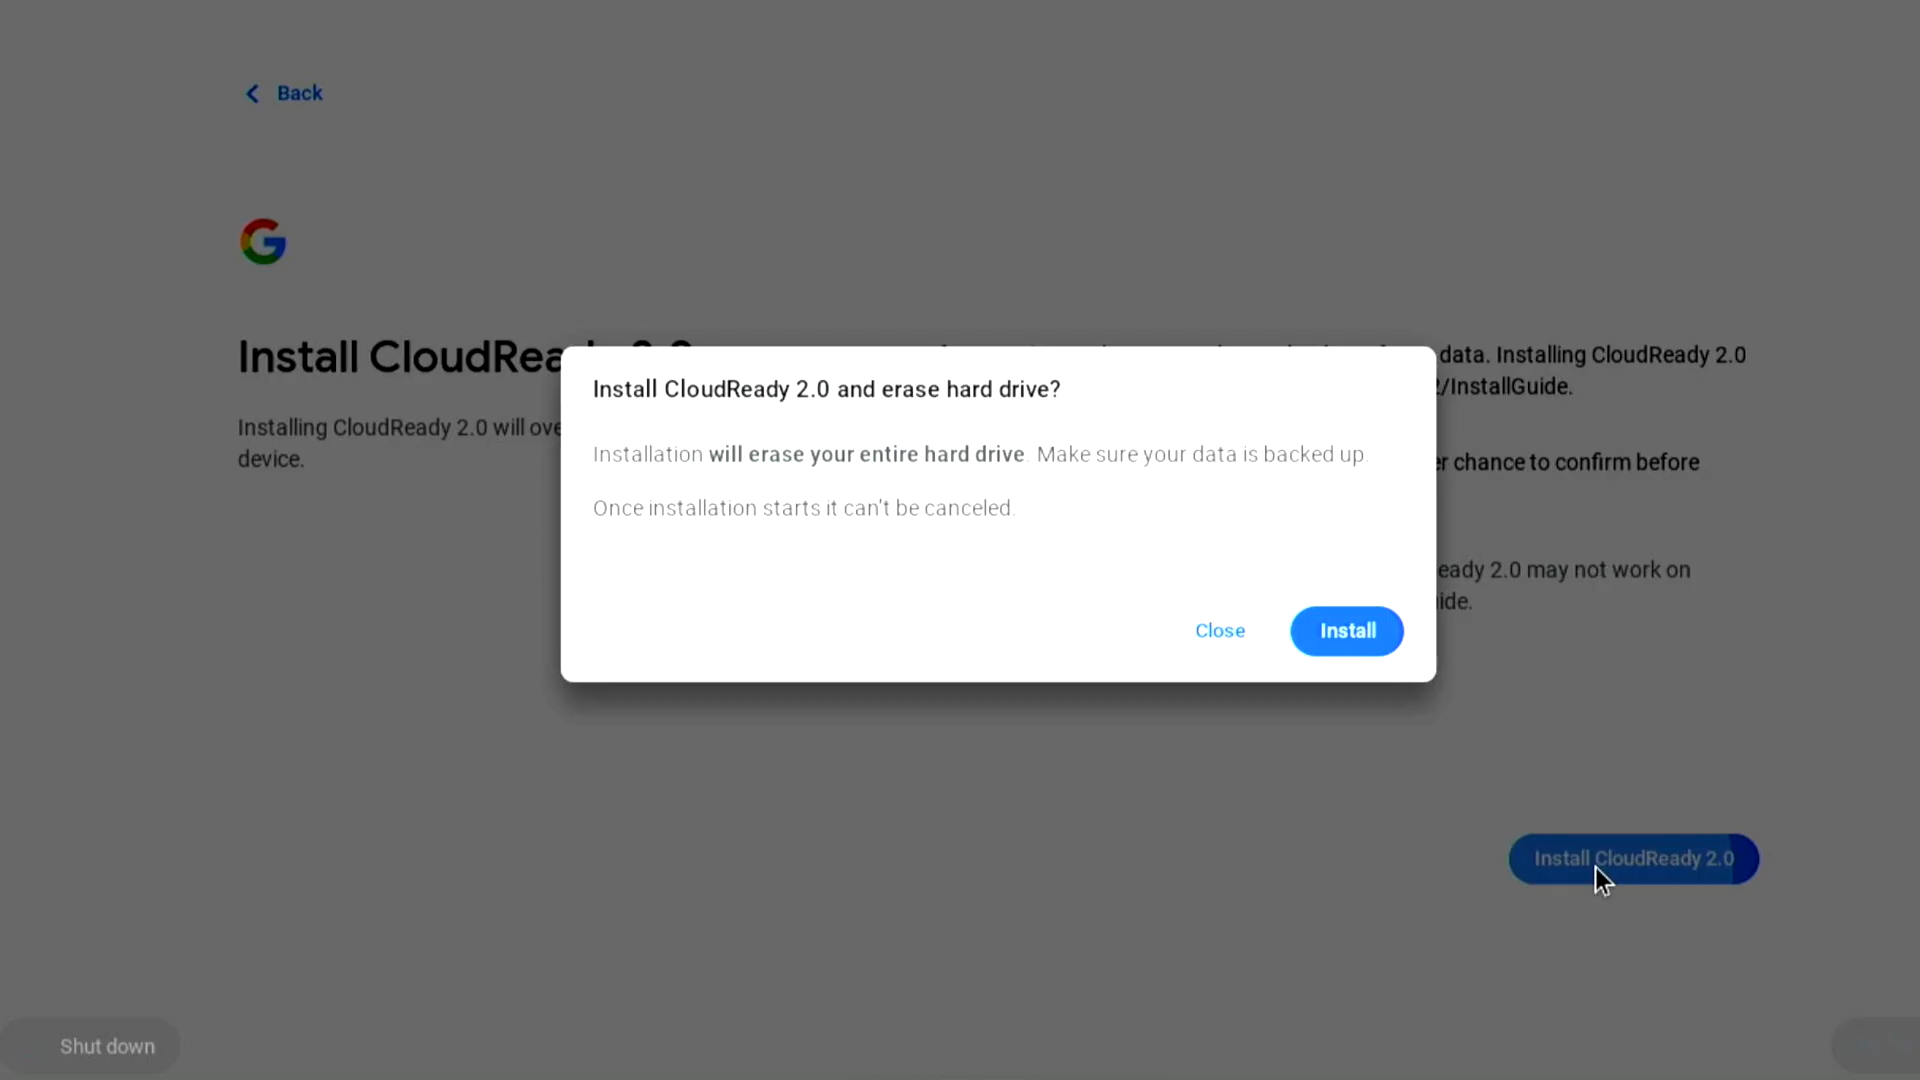 Back
Install CloudRea
Installing CloudReady 2.0 will ove
device.
data. Installing CloudReady 2.0
/InstallGuide.
er chance to confirm before
eady 2.0 may not work on
ide.
Install CloudReady 2.0 and erase hard drive?
Installation will erase your entire hard drive. Make sure your data is backed up.
Once installation starts it can't be canceled.
Close
Install
Install CloudReady 2.0
Shut down